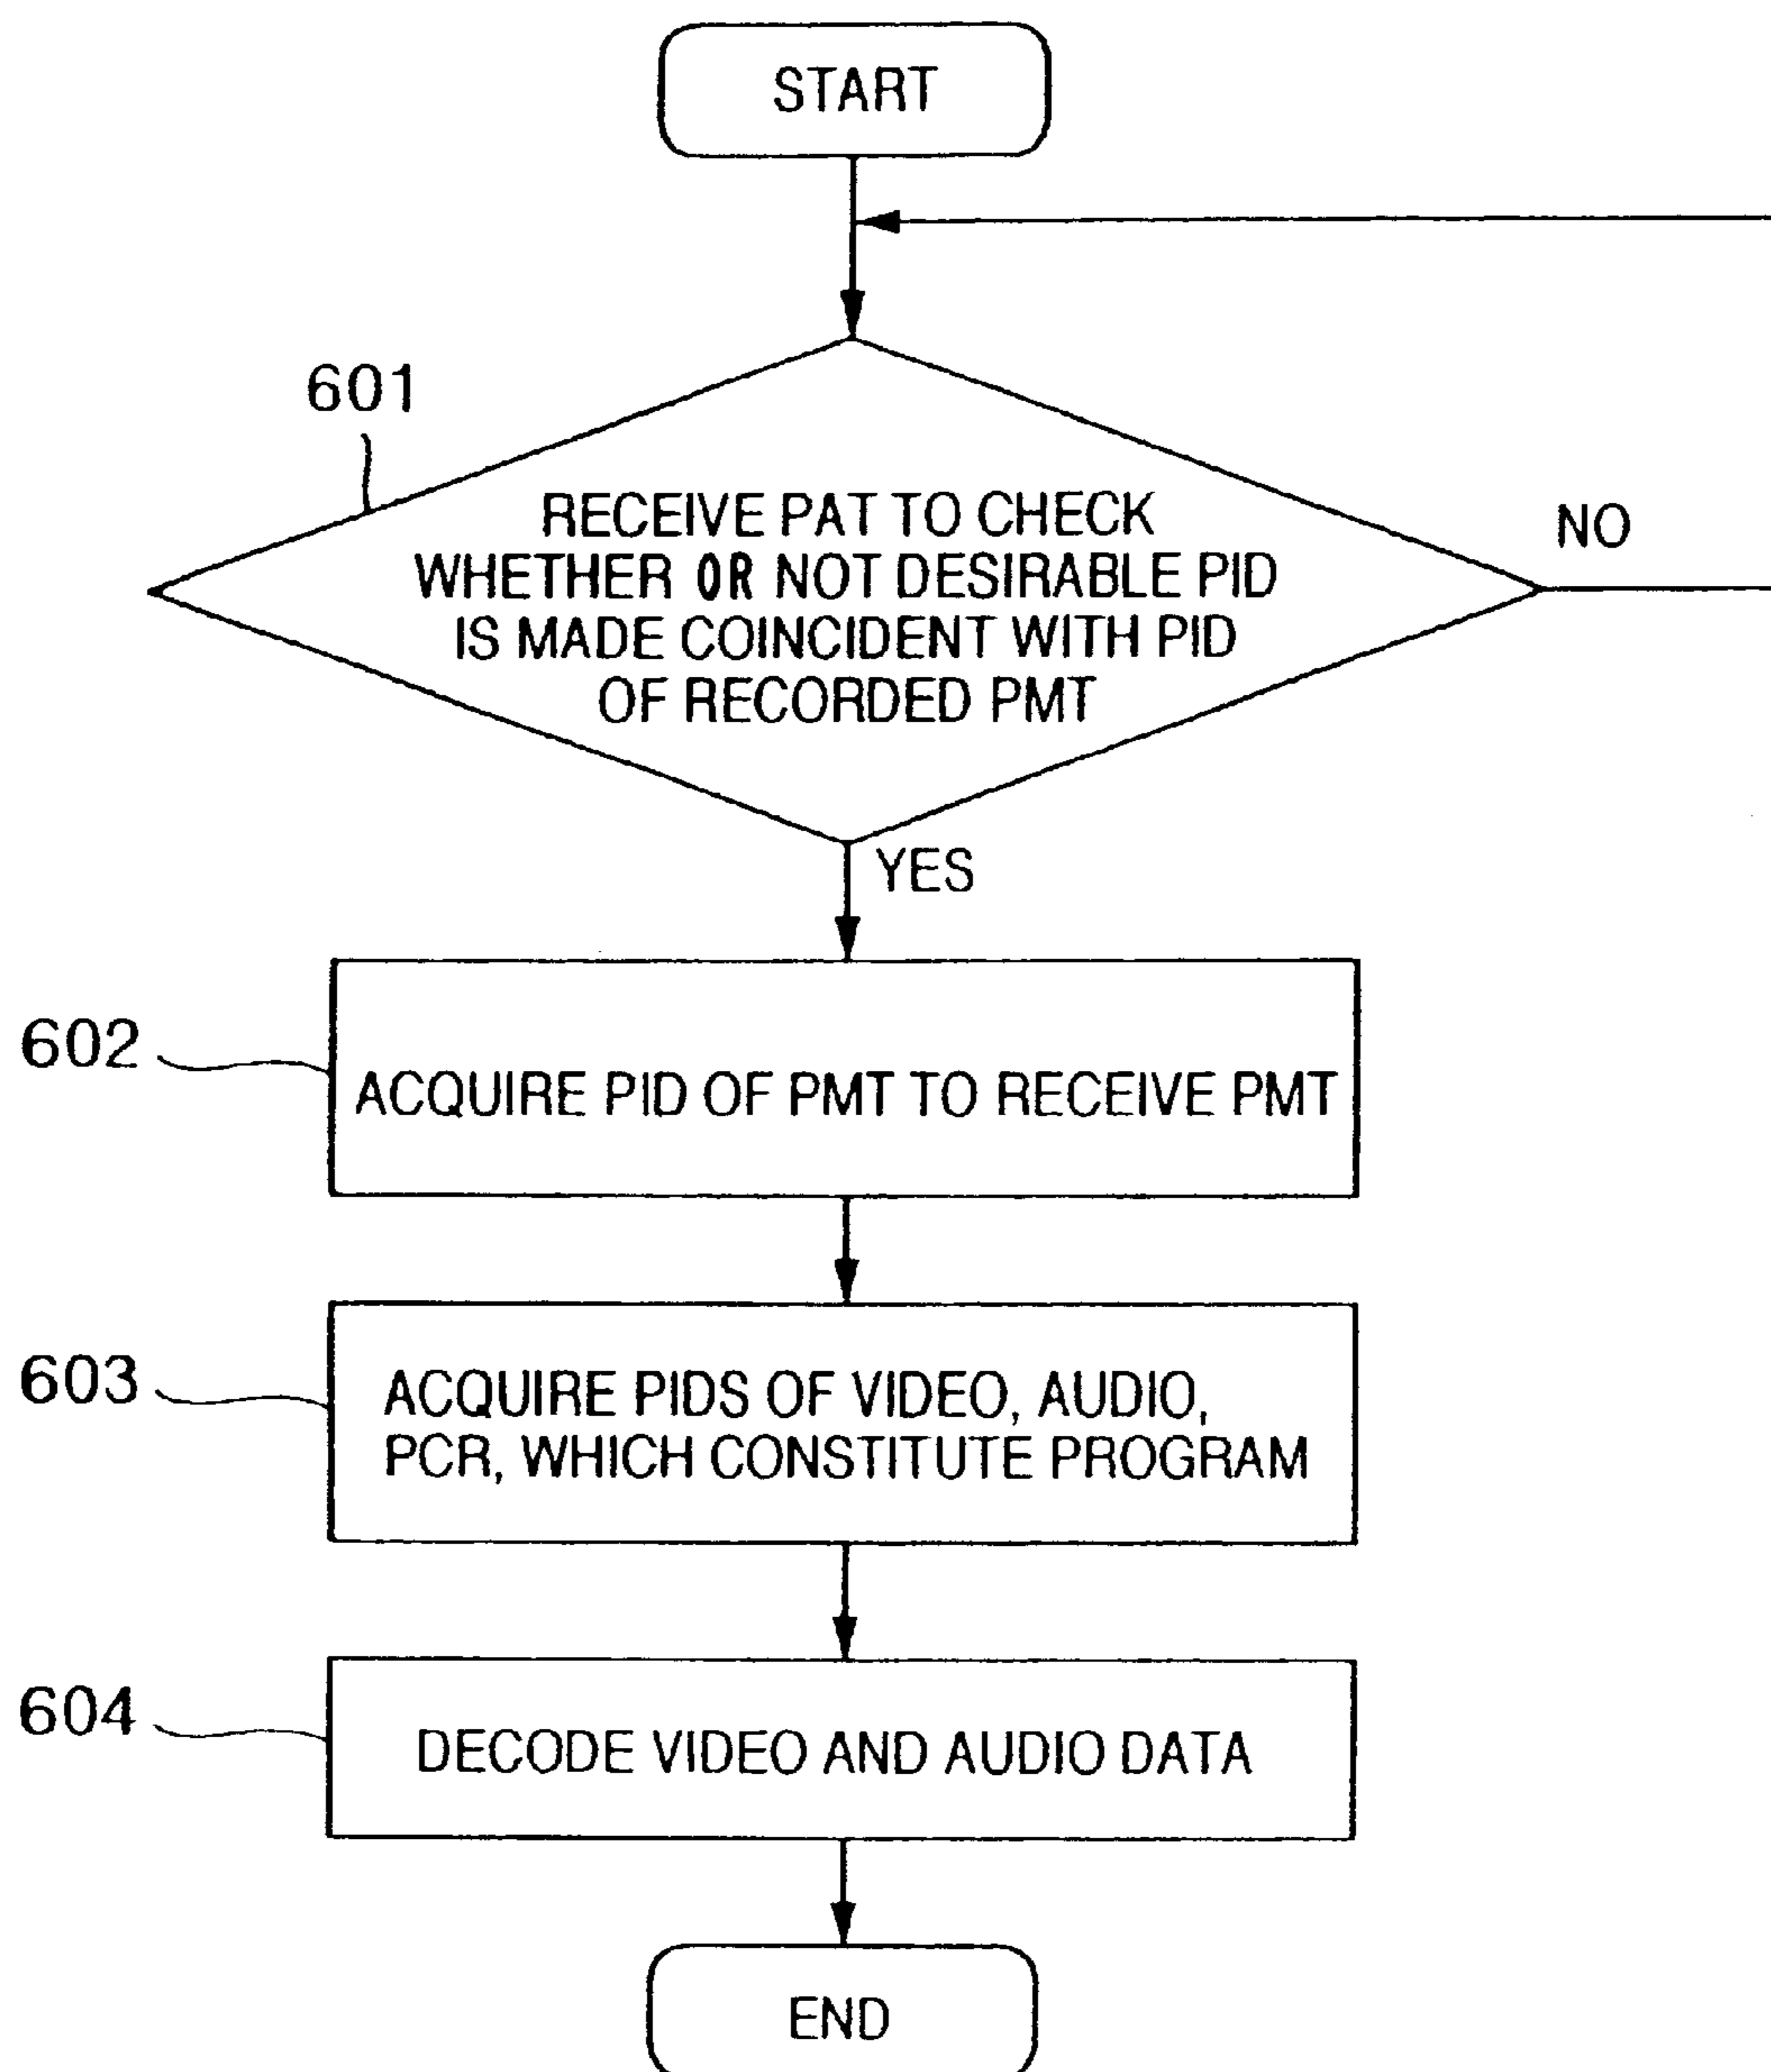 START
601
RECEIVE PAT TO CHECK
WHETHER OR NOT DESIRABLE PID
IS MADE COINCIDENT WITH PID
OF RECORDED PMT
NO
YES
602
ACQUIRE PID OF PMT TO RECEIVE PMT
603
ACQUIRE PIDS OF VIDEO, AUDIO,
PCR, WHICH CONSTITUTE PROGRAM
604
DECODE VIDEO AND AUDIO DATA
END